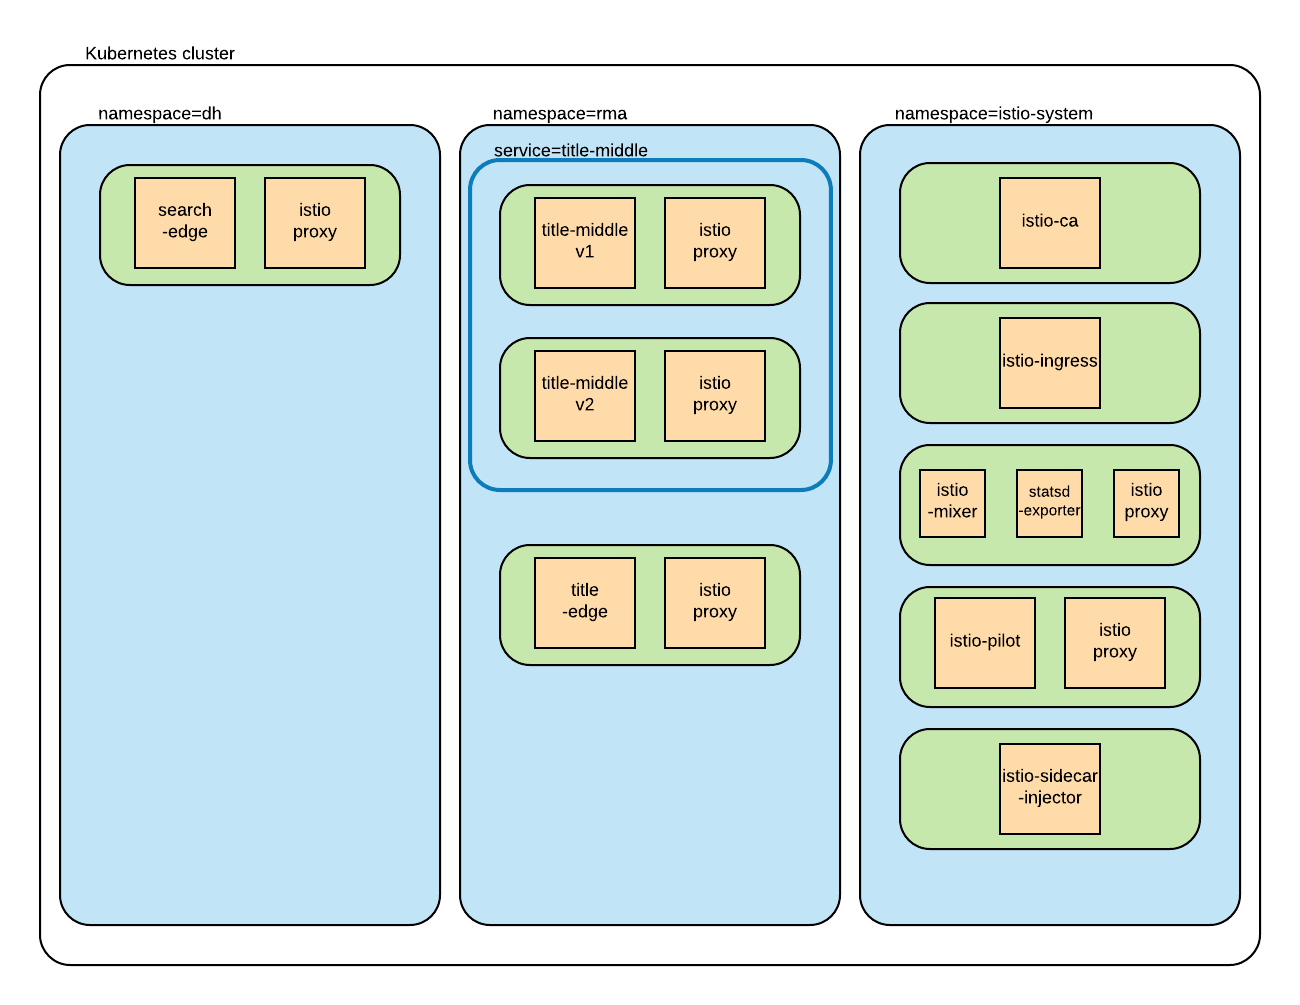 Kubernetes cluster
namespace=dh
search
-edge
istio
proxy
namespace=rma
service=title-middle
title-middle
v1
istio
proxy
title-middle
v2
istio
proxy
title
-edge
istio
proxy
namespace=istio-system
istio-ca
istio-ingress
istio
-mixer
statsd
-exporter
istio
proxy
istio-pilot
istio
proxy
istio-sidecar
-injector